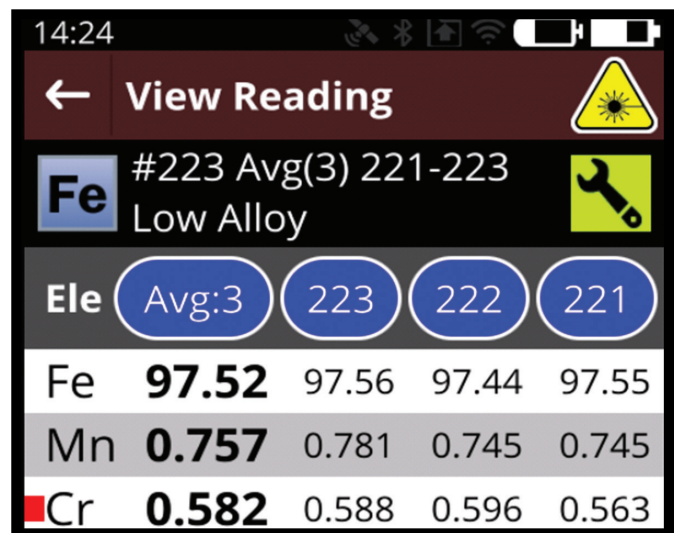 14:24
← View Reading
Fe
#223 Avg(3) 221-223
Low Alloy
Ele Avg:3 223 222 221
Fe 97.52 97.56 97.44 97.55
Mn 0.757 0.781 0.745 0.745
Cr 0.582 0.588 0.596 0.563